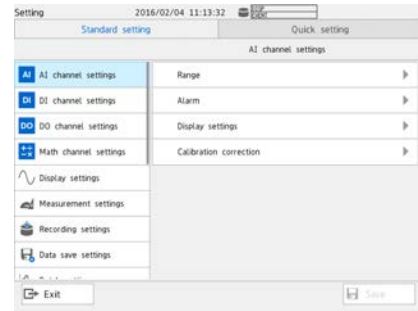 Setting 2016/02/04 11:13:32
Standard setting Quick setting
AI channel settings
AI AI channel settings
DI DI channel settings
DO DO channel settings
Math channel settings
Display settings
Measurement settings
Recording settings
Data save settings
Range
Alarm
Display settings
Calibration correction
Exit
Save